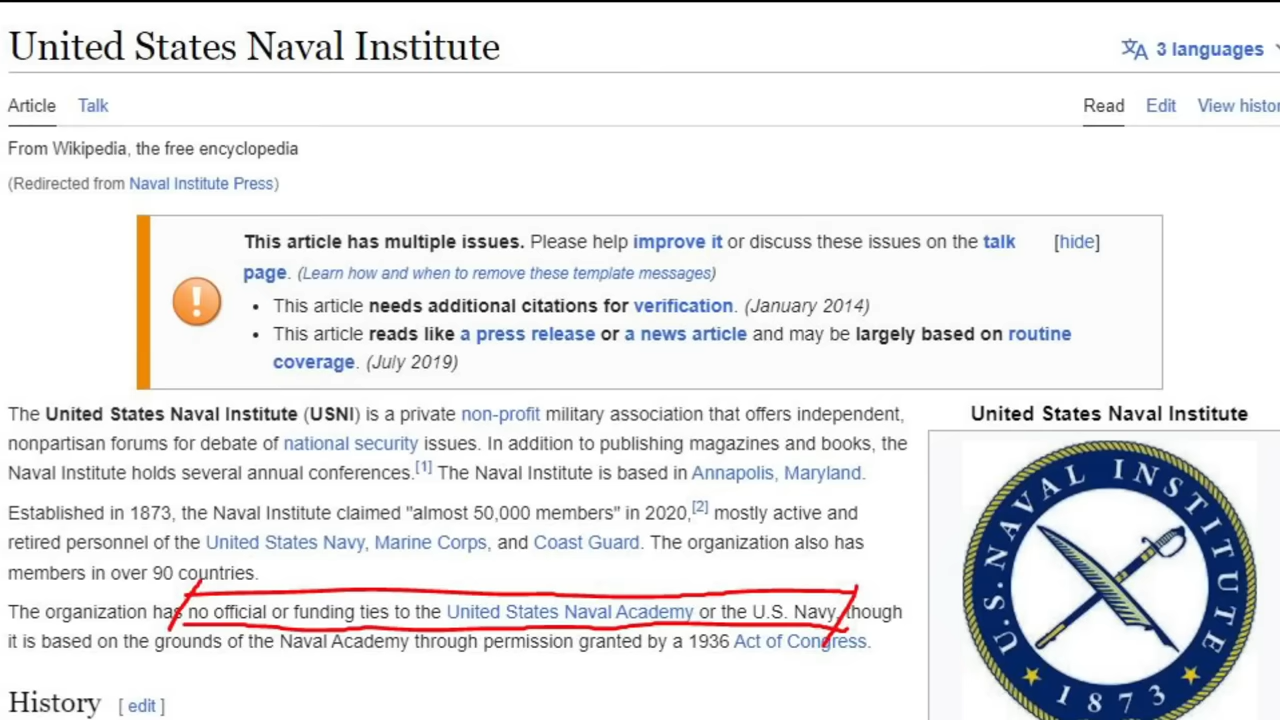 United States Naval Institute
3 languages
Article Talk
Read Edit View histor
From Wikipedia, the free encyclopedia
(Redirected from Naval Institute Press)
This article has multiple issues. Please help improve it or discuss these issues on the talk [hide]
page. (Learn how and when to remove these template messages)
• This article needs additional citations for verification. (January 2014)
• This article reads like a press release or a news article and may be largely based on routine
coverage. (July 2019)
The United States Naval Institute (USNI) is a private non-profit military association that offers independent,
nonpartisan forums for debate of national security issues. In addition to publishing magazines and books, the
Naval Institute holds several annual conferences.[1] The Naval Institute is based in Annapolis, Maryland.
Established in 1873, the Naval Institute claimed "almost 50,000 members" in 2020,[2] mostly active and
retired personnel of the United States Navy, Marine Corps, and Coast Guard. The organization also has
members in over 90 countries.
The organization has no official or funding ties to the United States Naval Academy or the U.S. Navy, though
it is based on the grounds of the Naval Academy through permission granted by a 1936 Act of Congress.
History [ edit ]
United States Naval Institute
U.S. NAVAL INSTITUTE
1873